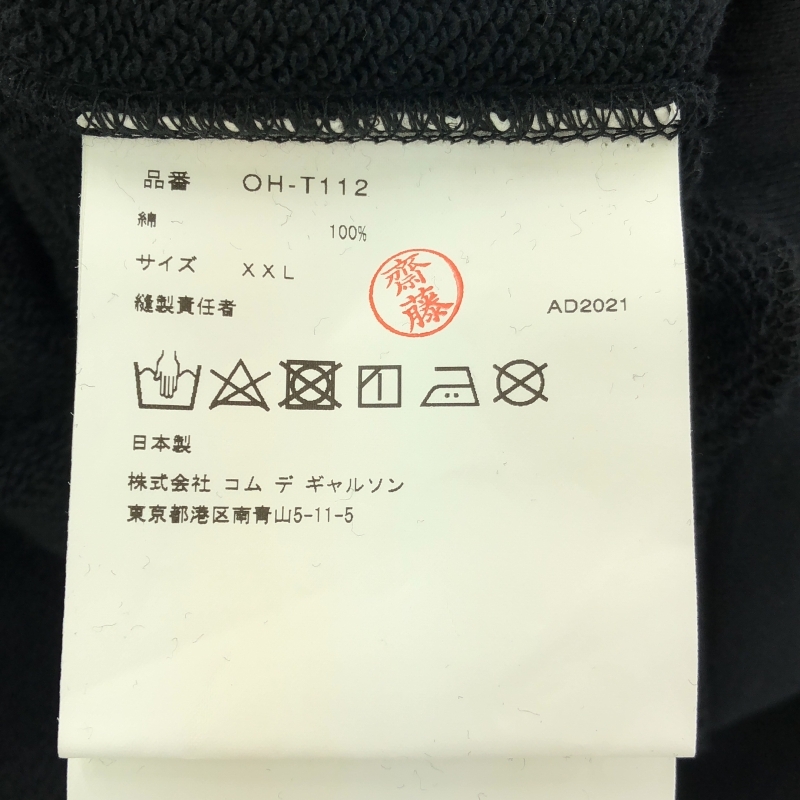 品番 OH-T112
綿 100%
サイズ XXL
縫製責任者 齋藤 AD2021
日本製
株式会社 コム デ ギャルソン
東京都港区南青山5-11-5